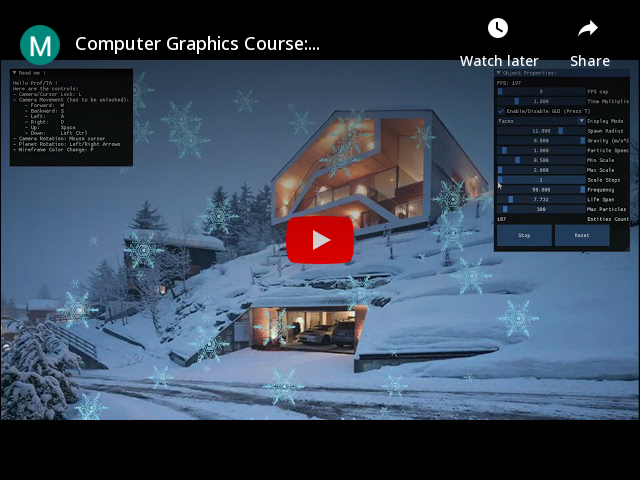 M
Computer Graphics Course:...
Watch later
Share
▼ Read me !
Hello Prof/TA !
Here are the controls:
- Camera/Cursor Lock: L
- Camera Movement (has to be unlocked):
- Forward: W
- Backward: S
- Left: A
- Right: D
- Up: Space
- Down: Left Ctrl
- Camera Rotation: Mouse cursor
- Planet Rotation: Left/Right Arrows
- Wireframe Color Change: P
▼ Object Properties:
FPS: 197
0 FPS cap
1.000 Time Multiplie
Enable/Disable GUI (Press T)
Faces Display Mode
11.000 Spawn Radius
9.000 Gravity (m/s^2
1.000 Particle Speed
0.500 Min Scale
2.000 Max Scale
1 Scale Steps
50.000 Frequency
7.732 Life Span
300 Max Particles
187 Entities Count
Stop
Reset